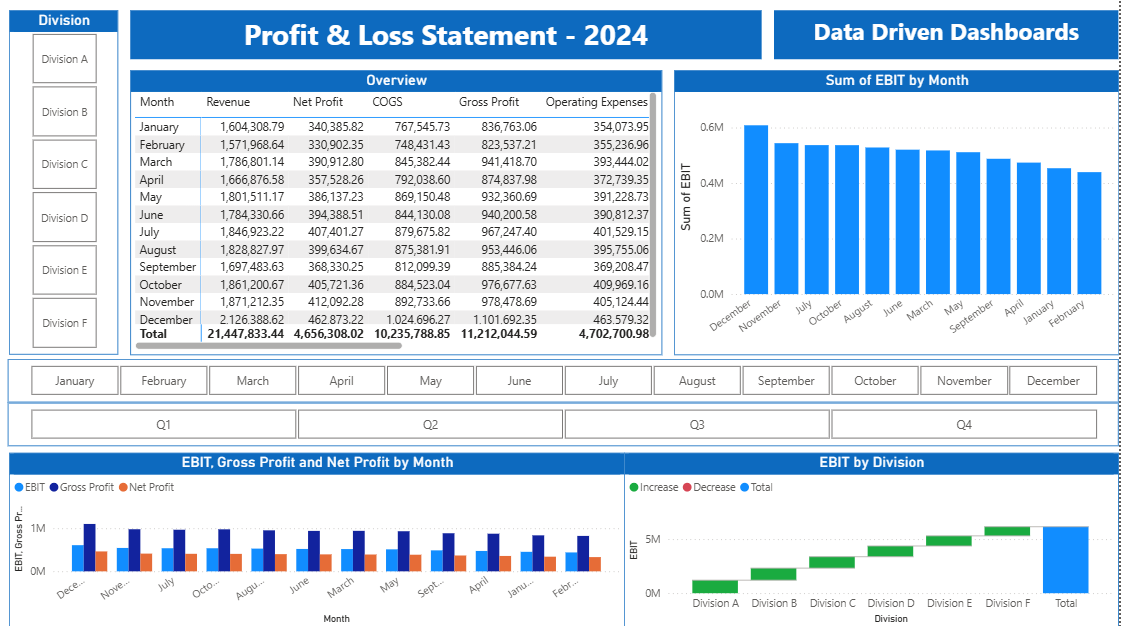 Division
Division A
Division B
Division C
Division D
Division E
Division F
Profit & Loss Statement - 2024
Data Driven Dashboards
Overview
Month Revenue Net Profit COGS Gross Profit Operating Expenses
January 1,604,308.79 340,385.82 767,545.73 836,763.06 354,073.95
February 1,571,968.64 330,902.35 748,431.43 823,537.21 355,236.96
March 1,786,801.14 390,912.80 845,382.44 941,418.70 393,444.02
April 1,666,876.58 357,528.26 792,038.60 874,837.98 372,739.35
May 1,801,511.17 386,137.23 869,150.48 932,360.69 391,228.73
June 1,784,330.66 394,388.51 844,130.08 940,200.58 390,812.37
July 1,846,923.22 407,401.27 879,675.82 967,247.40 401,529.15
August 1,828,827.97 399,634.67 875,381.91 953,446.06 395,755.06
September 1,697,483.63 368,330.25 812,099.39 885,384.24 369,208.47
October 1,861,200.67 405,721.36 884,523.04 976,677.63 409,969.16
November 1,871,212.35 412,092.28 892,733.66 978,478.69 405,124.44
December 2,126,388.62 462,873.22 1,024,696.27 1,101,692.35 463,579.32
Total 21,447,833.44 4,656,308.02 10,235,788.85 11,212,044.59 4,702,700.98
Sum of EBIT by Month
Sum of EBIT
0.6M
0.4M
0.2M
0.0M
December November July October August June March May September April January February
January February March April May June July August September October November December
Q1 Q2 Q3 Q4
EBIT, Gross Profit and Net Profit by Month
EBIT Gross Profit Net Profit
EBIT, Gross Pr...
1M
0M
Dece... Nove... July Octo... Augu... June March May Sept... April Janu... Febr...
Month
EBIT by Division
Increase Decrease Total
EBIT
5M
0M
Division A Division B Division C Division D Division E Division F Total
Division